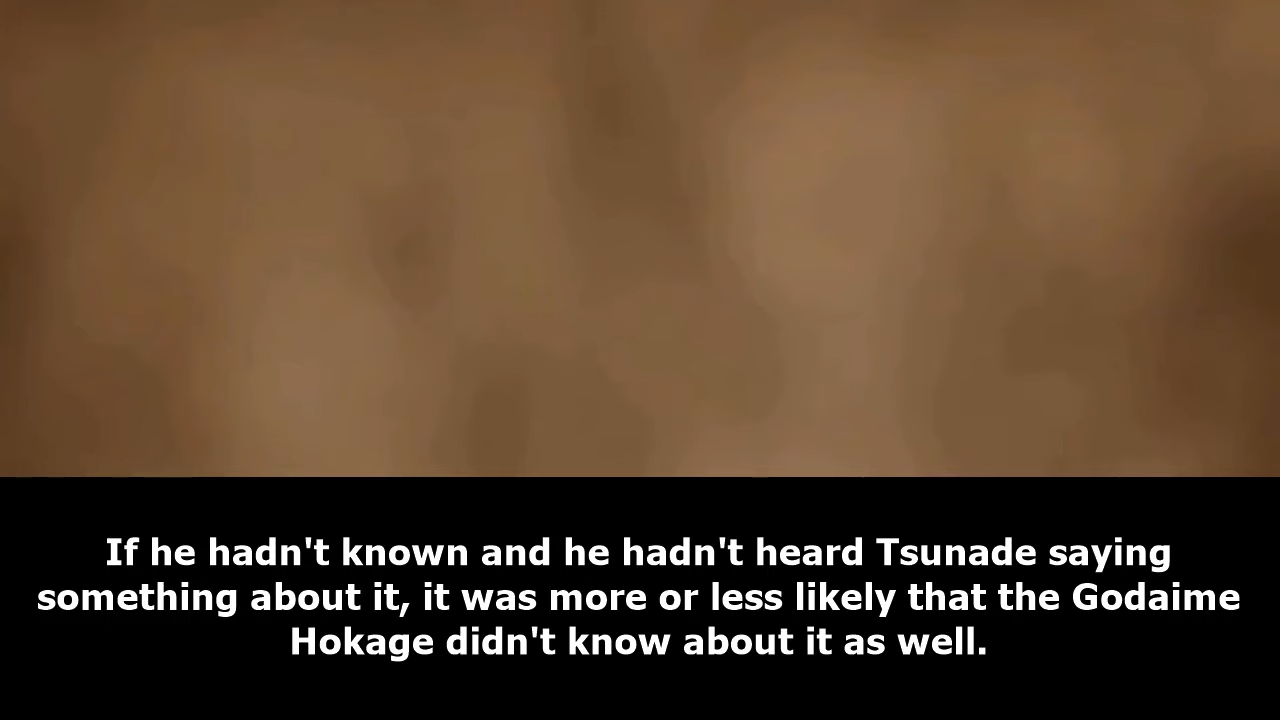 If he hadn't known and he hadn't heard Tsunade saying
something about it, it was more or less likely that the Godaime
Hokage didn't know about it as well.